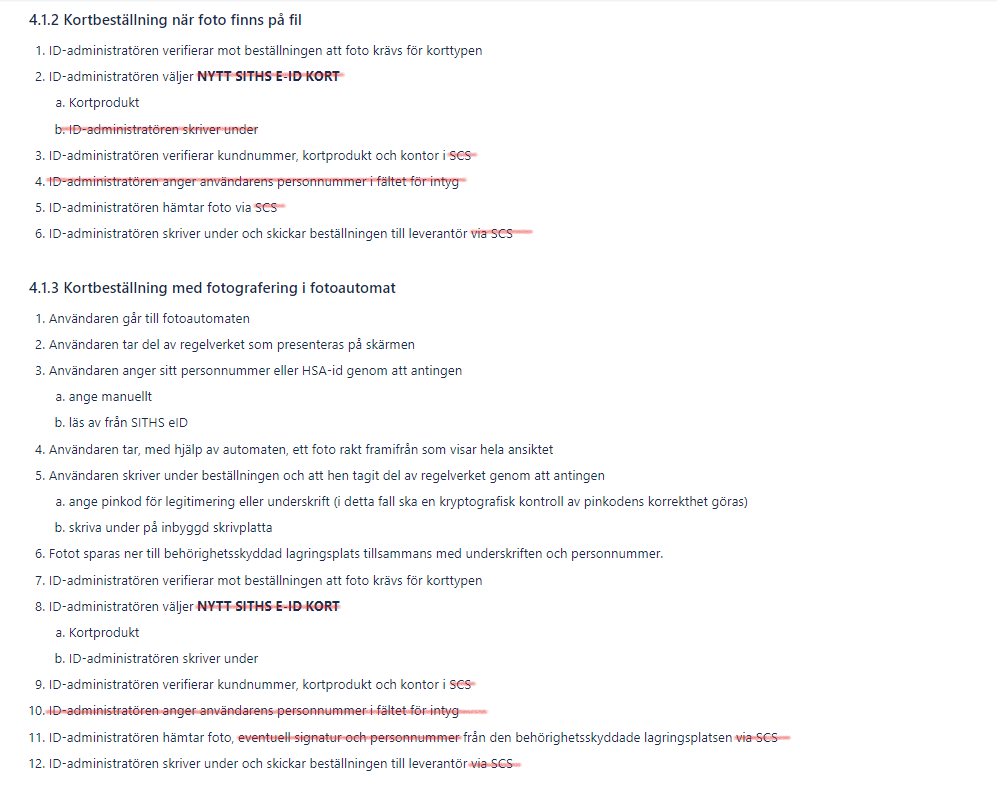 4.1.2 Kortbeställning när foto finns på fil
1. ID-administratören verifierar mot beställningen att foto krävs för korttypen
2. ID-administratören väljer NYTT SITHS E-ID KORT
a. Kortprodukt
b. ID-administratören skriver under
3. ID-administratören verifierar kundnummer, kortprodukt och kontor i SCS
4. ID-administratören anger användarens personnummer i fältet för intyg
5. ID-administratören hämtar foto via SCS
6. ID-administratören skriver under och skickar beställningen till leverantör via SCS
4.1.3 Kortbeställning med fotografering i fotoautomat
1. Användaren går till fotoautomaten
2. Användaren tar del av regelverket som presenteras på skärmen
3. Användaren anger sitt personnummer eller HSA-id genom att antingen
a. ange manuellt
b. läs av från SITHS eID
4. Användaren tar, med hjälp av automaten, ett foto rakt framifrån som visar hela ansiktet
5. Användaren skriver under beställningen och att hen tagit del av regelverket genom att antingen
a. ange pinkod för legitimering eller underskrift (i detta fall ska en kryptografisk kontroll av pinkodens korrekthet göras)
b. skriva under på inbyggd skrivplatta
6. Fotot sparas ner till behörighetsskyddad lagringsplats tillsammans med underskriften och personnummer.
7. ID-administratören verifierar mot beställningen att foto krävs för korttypen
8. ID-administratören väljer NYTT SITHS E-ID KORT
a. Kortprodukt
b. ID-administratören skriver under
9. ID-administratören verifierar kundnummer, kortprodukt och kontor i SCS
10. ID-administratören anger användarens personnummer i fältet för intyg
11. ID-administratören hämtar foto, eventuell signatur och personnummer från den behörighetsskyddade lagringsplatsen via SCS
12. ID-administratören skriver under och skickar beställningen till leverantör via SCS